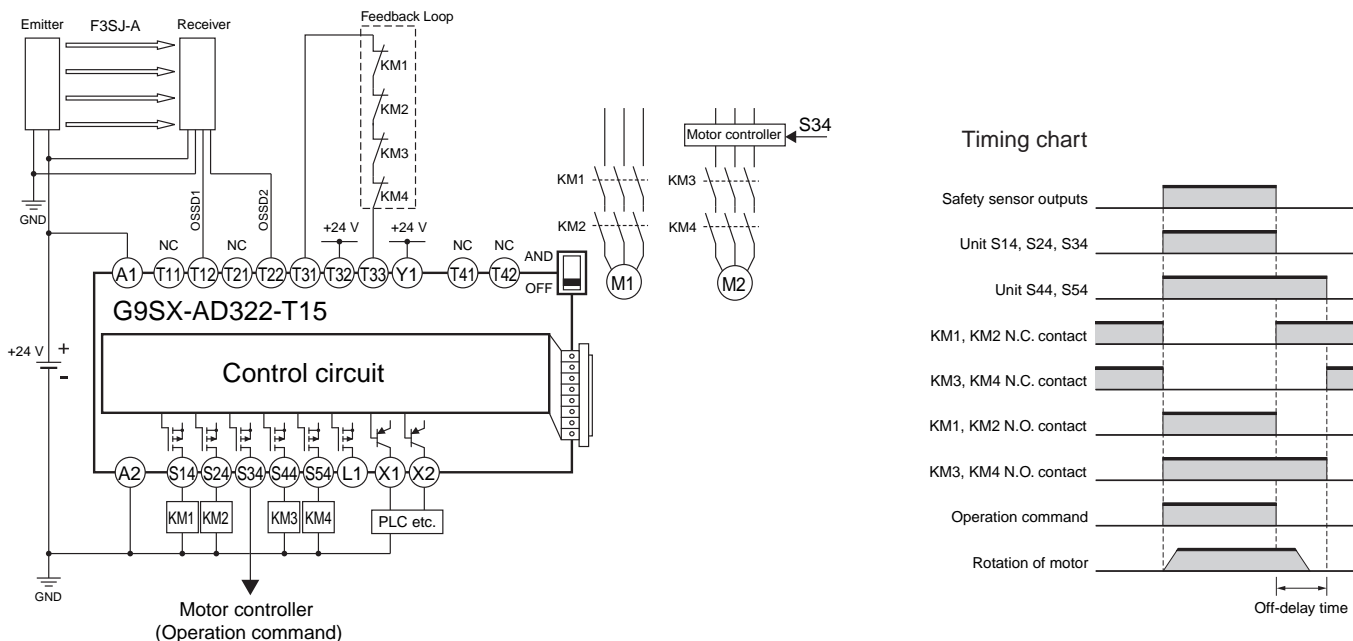 Feedback Loop
Emitter
F3SJ-A
Receiver
KM1
KM2
KM3
KM4
GND
OSSD1
OSSD2
+24 V
+24 V
NC
NC
NC
NC
A1
T11
T12
T21
T22
T31
T32
T33
Y1
T41
T42
AND
OFF
G9SX-AD322-T15
Control circuit
+24 V
+
-
A2
S14
S24
S34
S44
S54
L1
X1
X2
KM1
KM2
KM3
KM4
PLC etc.
GND
Motor controller
(Operation command)
Motor controller
S34
KM1
KM3
KM2
KM4
M1
M2
Timing chart
Safety sensor outputs
Unit S14, S24, S34
Unit S44, S54
KM1, KM2 N.C. contact
KM3, KM4 N.C. contact
KM1, KM2 N.O. contact
KM3, KM4 N.O. contact
Operation command
Rotation of motor
Off-delay time